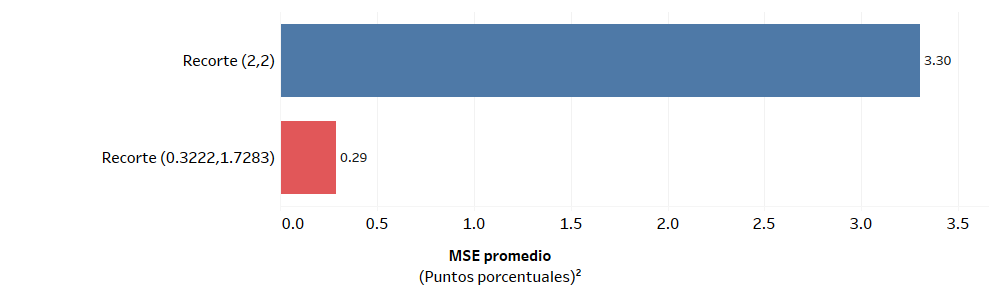 Recorte (2,2)
3.30
Recorte (0.3222,1.7283)
0.29
0.0 0.5 1.0 1.5 2.0 2.5 3.0 3.5
MSE promedio
(Puntos porcentuales)²